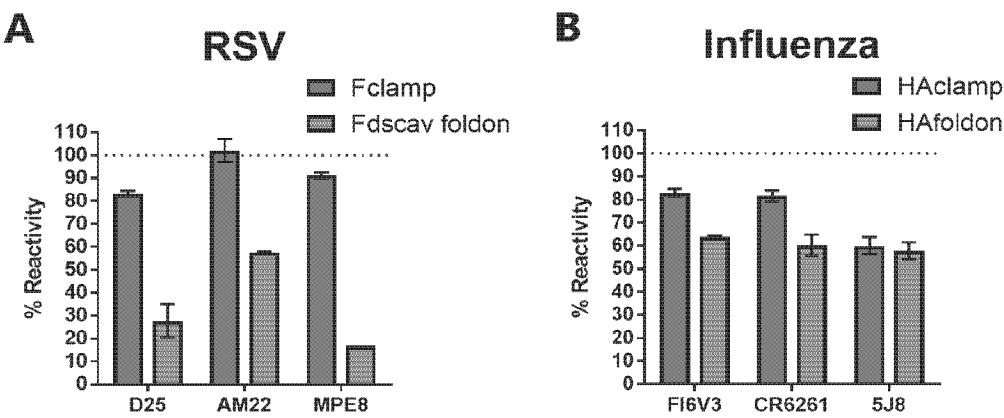 A
RSV
Fclamp
Fdscav foldon
% Reactivity
110
100
90
80
70
60
50
40
30
20
10
0
D25 AM22 MPE8
B
Influenza
HAclamp
HAfoldon
% Reactivity
110
100
90
80
70
60
50
40
30
20
10
0
FI6V3 CR6261 5J8